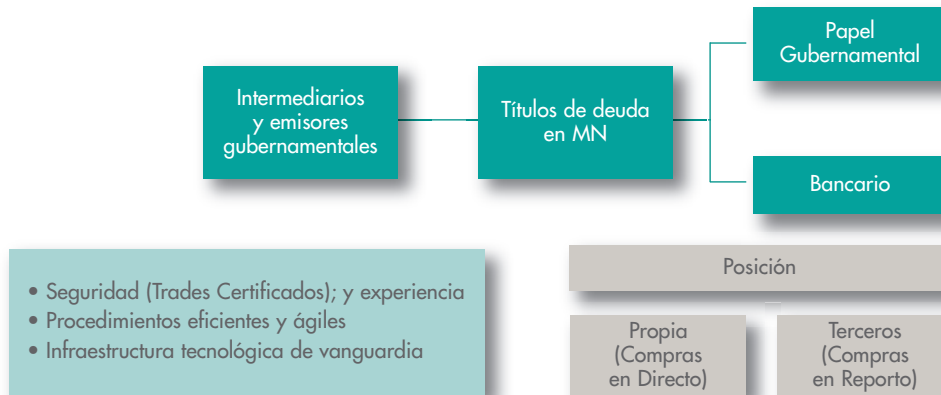 Papel
Gubernamental
Intermediarios
y emisores
gubernamentales
Títulos de deuda
en MN
Bancario
• Seguridad (Trades Certificados); y experiencia
• Procedimientos eficientes y ágiles
• Infraestructura tecnológica de vanguardia
Posición
Propia
(Compras
en Directo)
Terceros
(Compras
en Reporto)